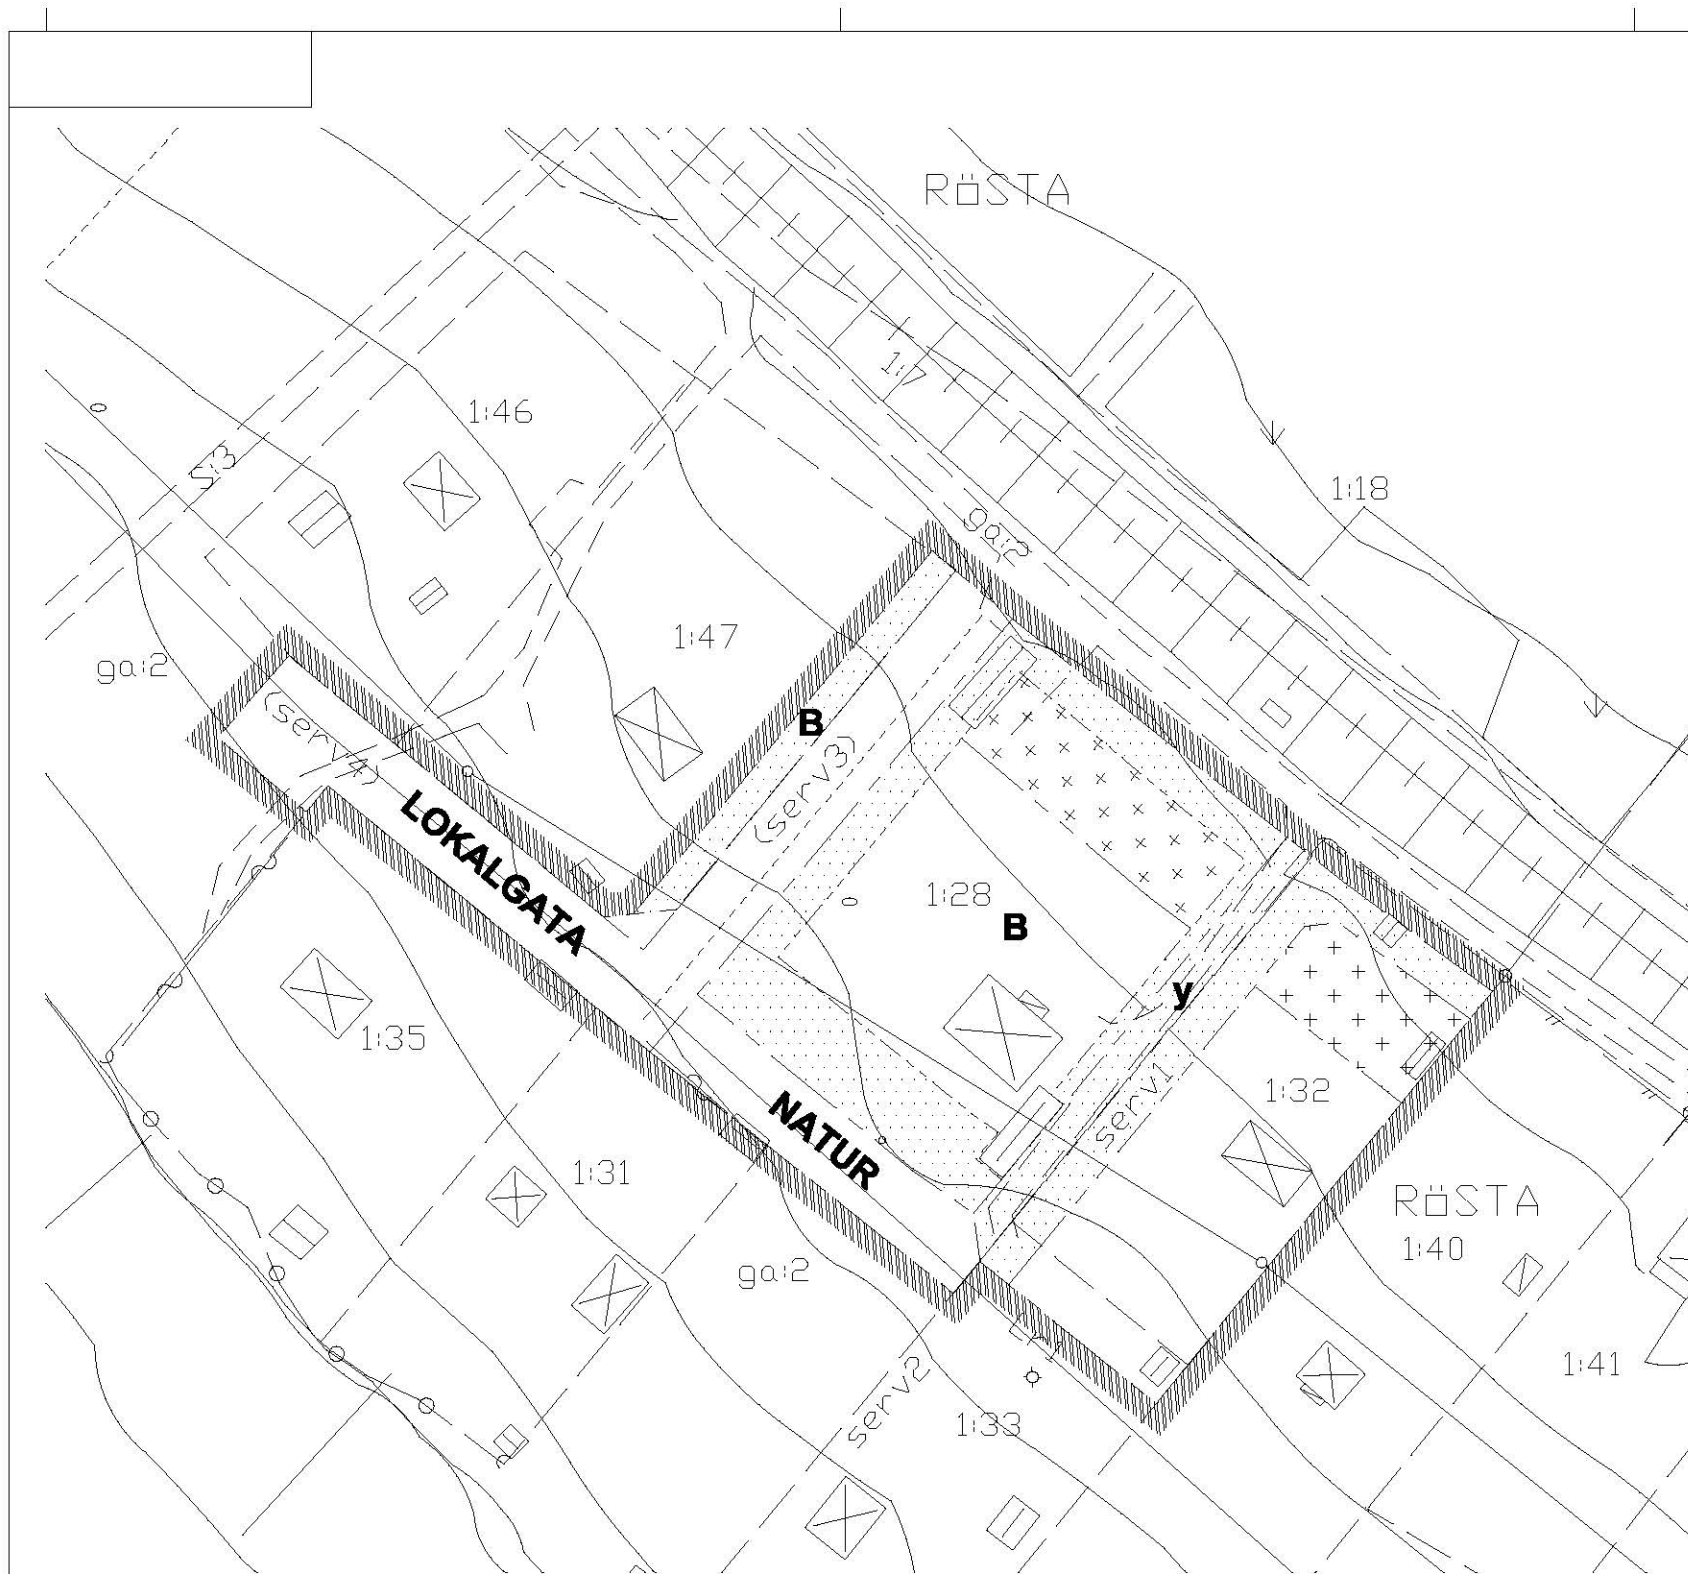 RöSTA
1:46
1:7
S:3
1:18
ga:2
1:47
ga:2
B
(serv4)
(serv3)
LOKALGATA
1:28
B
y
1:35
1:32
serv1
NATUR
1:31
RöSTA
1:40
ga:2
1:41
serv2
1:33